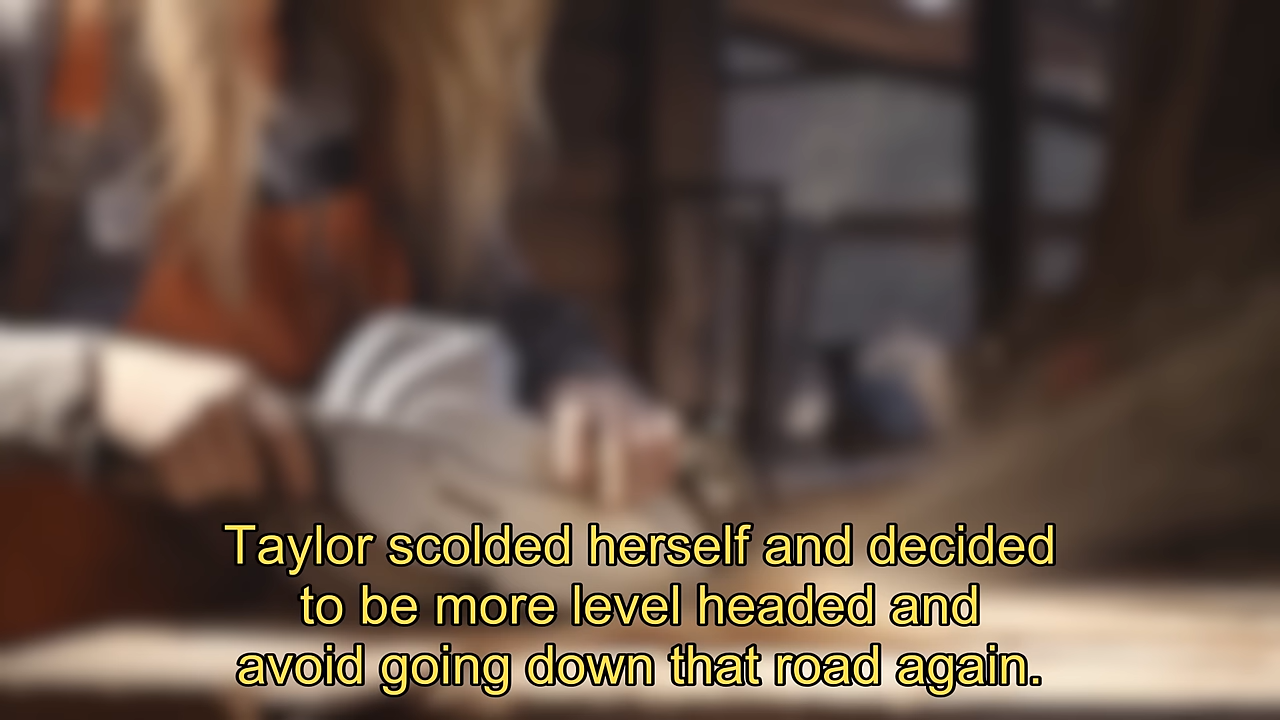 Taylor scolded herself and decided
to be more level headed and
avoid going down that road again.